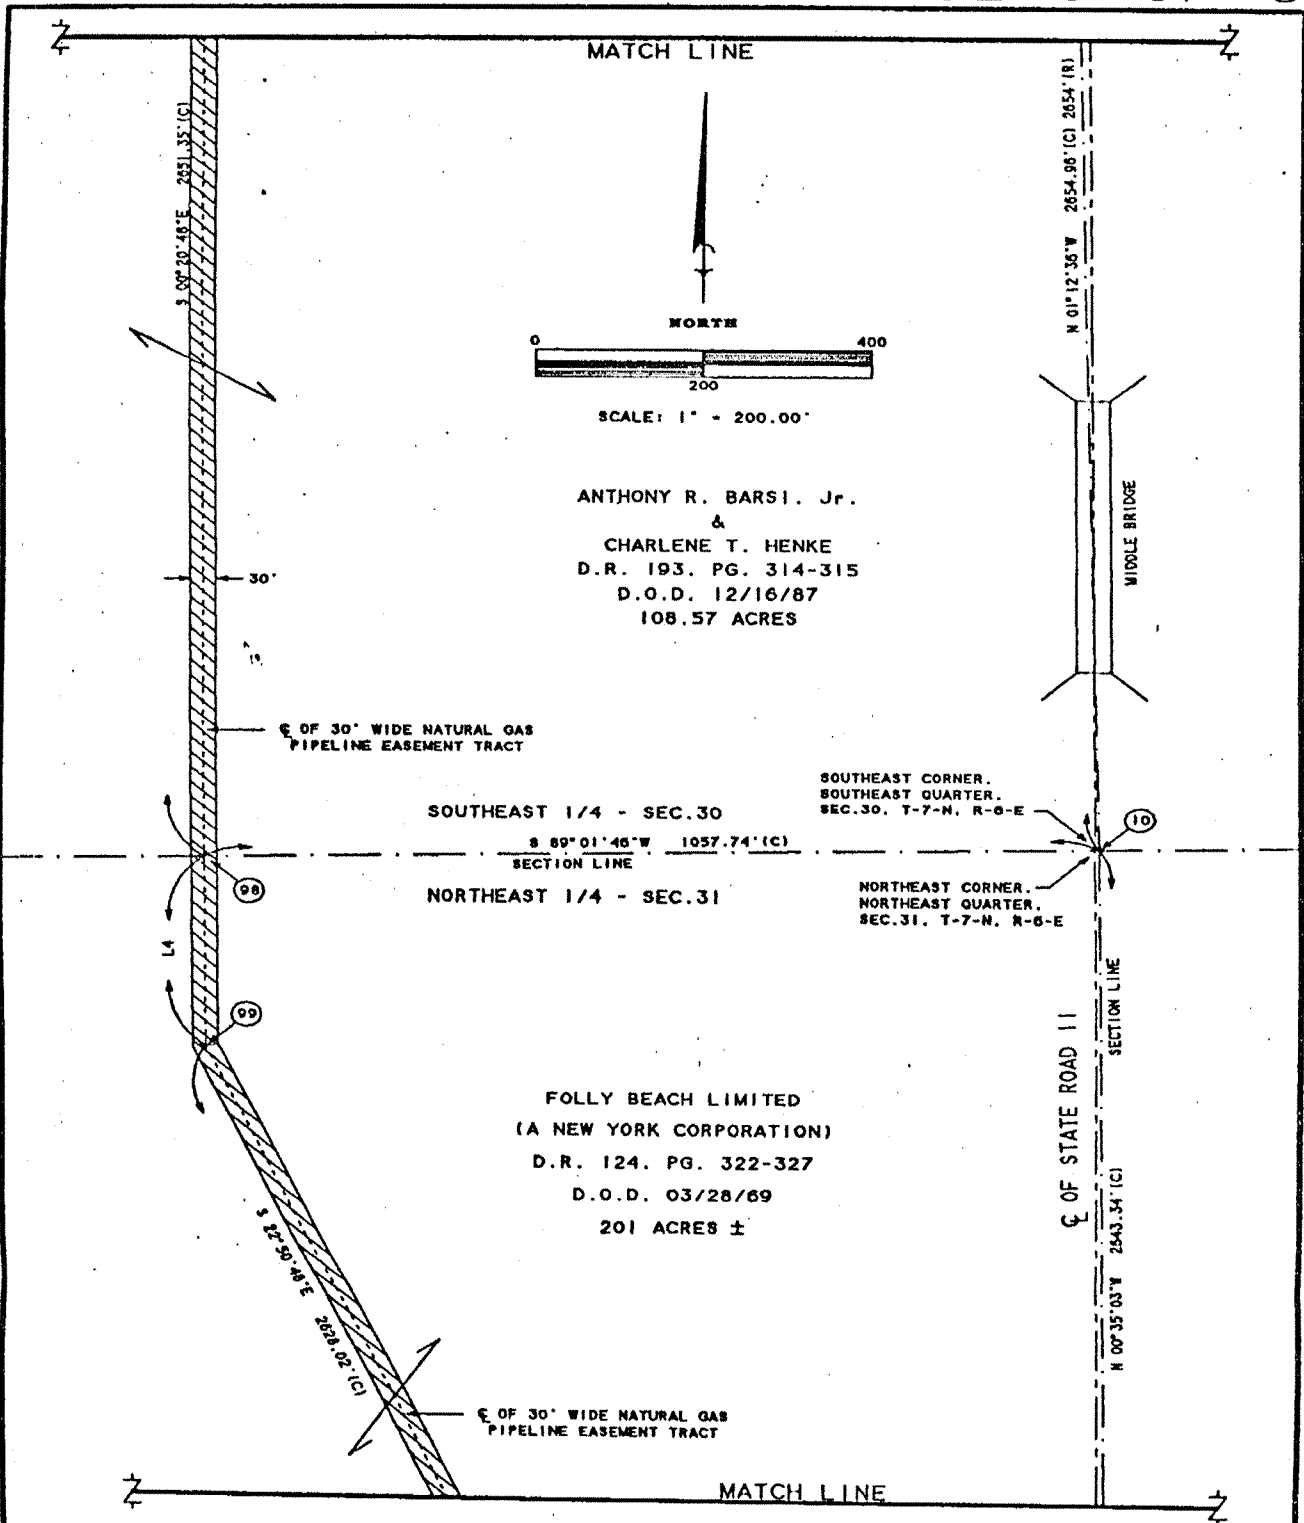 MATCH LINE
S 00°20'48"E 2651.35'(C)
N 01°12'36"W 2654.96'(C) 2654'(R)
NORTH
0 400
200
SCALE: 1" - 200.00'
ANTHONY R. BARSI. Jr.
&
CHARLENE T. HENKE
D.R. 193. PG. 314-315
D.O.D. 12/16/87
108.57 ACRES
MIDDLE BRIDGE
30'
℄ OF 30' WIDE NATURAL GAS
PIPELINE EASEMENT TRACT
SOUTHEAST CORNER.
SOUTHEAST QUARTER.
SEC.30. T-7-N. R-6-E
SOUTHEAST 1/4 - SEC.30
S 89°01'46"W 1057.74'(C)
SECTION LINE
NORTHEAST 1/4 - SEC.31
10
98
NORTHEAST CORNER.
NORTHEAST QUARTER.
SEC.31. T-7-N. R-6-E
L4
99
SECTION LINE
℄ OF STATE ROAD 11
FOLLY BEACH LIMITED
(A NEW YORK CORPORATION)
D.R. 124. PG. 322-327
D.O.D. 03/28/69
201 ACRES ±
S 22°50'48"E 2628.02'(C)
N 00°35'03"W 2643.34'(C)
℄ OF 30' WIDE NATURAL GAS
PIPELINE EASEMENT TRACT
MATCH LINE